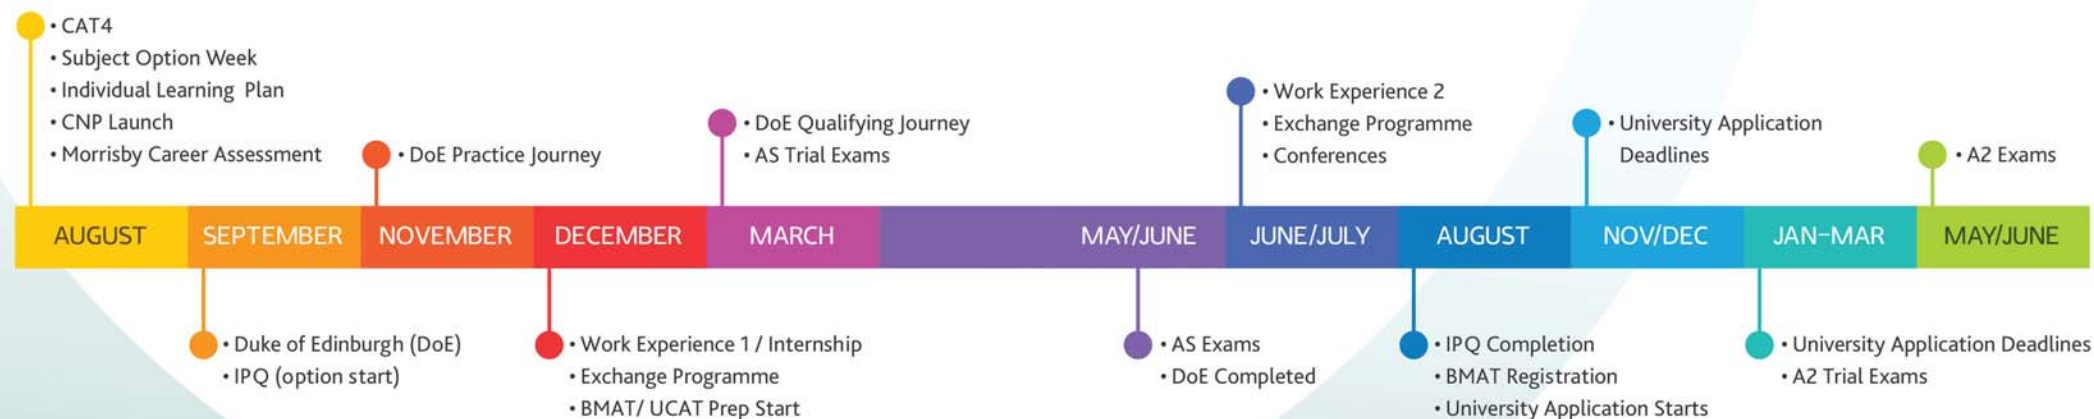 • CAT4
• Subject Option Week
• Individual Learning Plan
• CNP Launch
• Morrisby Career Assessment
• DoE Practice Journey
• DoE Qualifying Journey
• AS Trial Exams
• Work Experience 2
• Exchange Programme
• Conferences
• University Application
Deadlines
• A2 Exams
AUGUST
SEPTEMBER
NOVEMBER
DECEMBER
MARCH
MAY/JUNE
JUNE/JULY
AUGUST
NOV/DEC
JAN–MAR
MAY/JUNE
• Duke of Edinburgh (DoE)
• IPQ (option start)
• Work Experience 1 / Internship
• Exchange Programme
• BMAT/ UCAT Prep Start
• AS Exams
• DoE Completed
• IPQ Completion
• BMAT Registration
• University Application Starts
• University Application Deadlines
• A2 Trial Exams